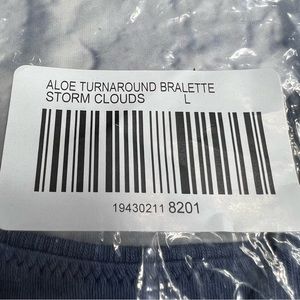 ALOE TURNAROUND BRALETTE
STORM CLOUDS L
19430211 8201